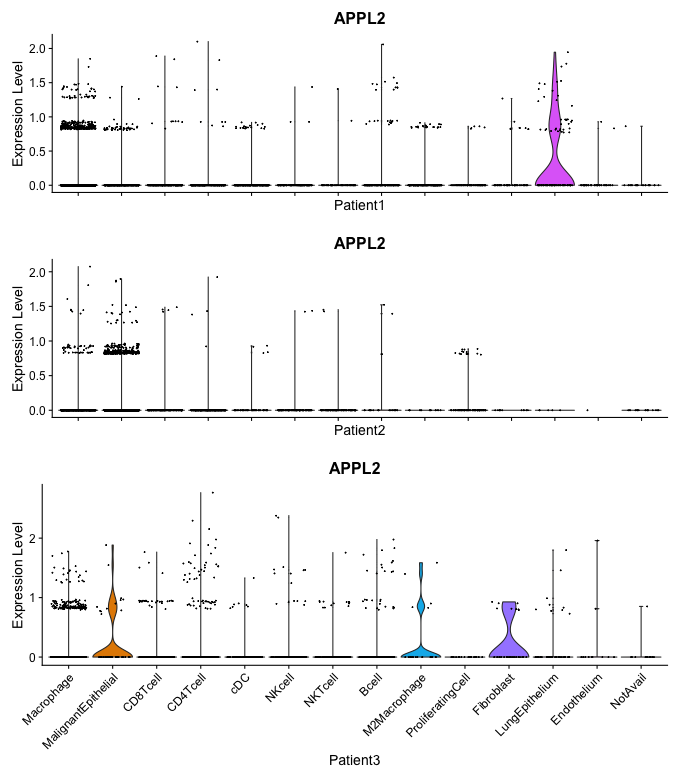 APPL2
Expression Level
2.0
1.5
1.0
0.5
0.0
Patient1
APPL2
Expression Level
2.0
1.5
1.0
0.5
0.0
Patient2
APPL2
Expression Level
2
1
0
Macrophage
MalignantEpithelial
CD8Tcell
CD4Tcell
cDC
NKcell
NKTcell
Bcell
M2Macrophage
ProliferatingCell
Fibroblast
LungEpithelium
Endothelium
NotAvail
Patient3